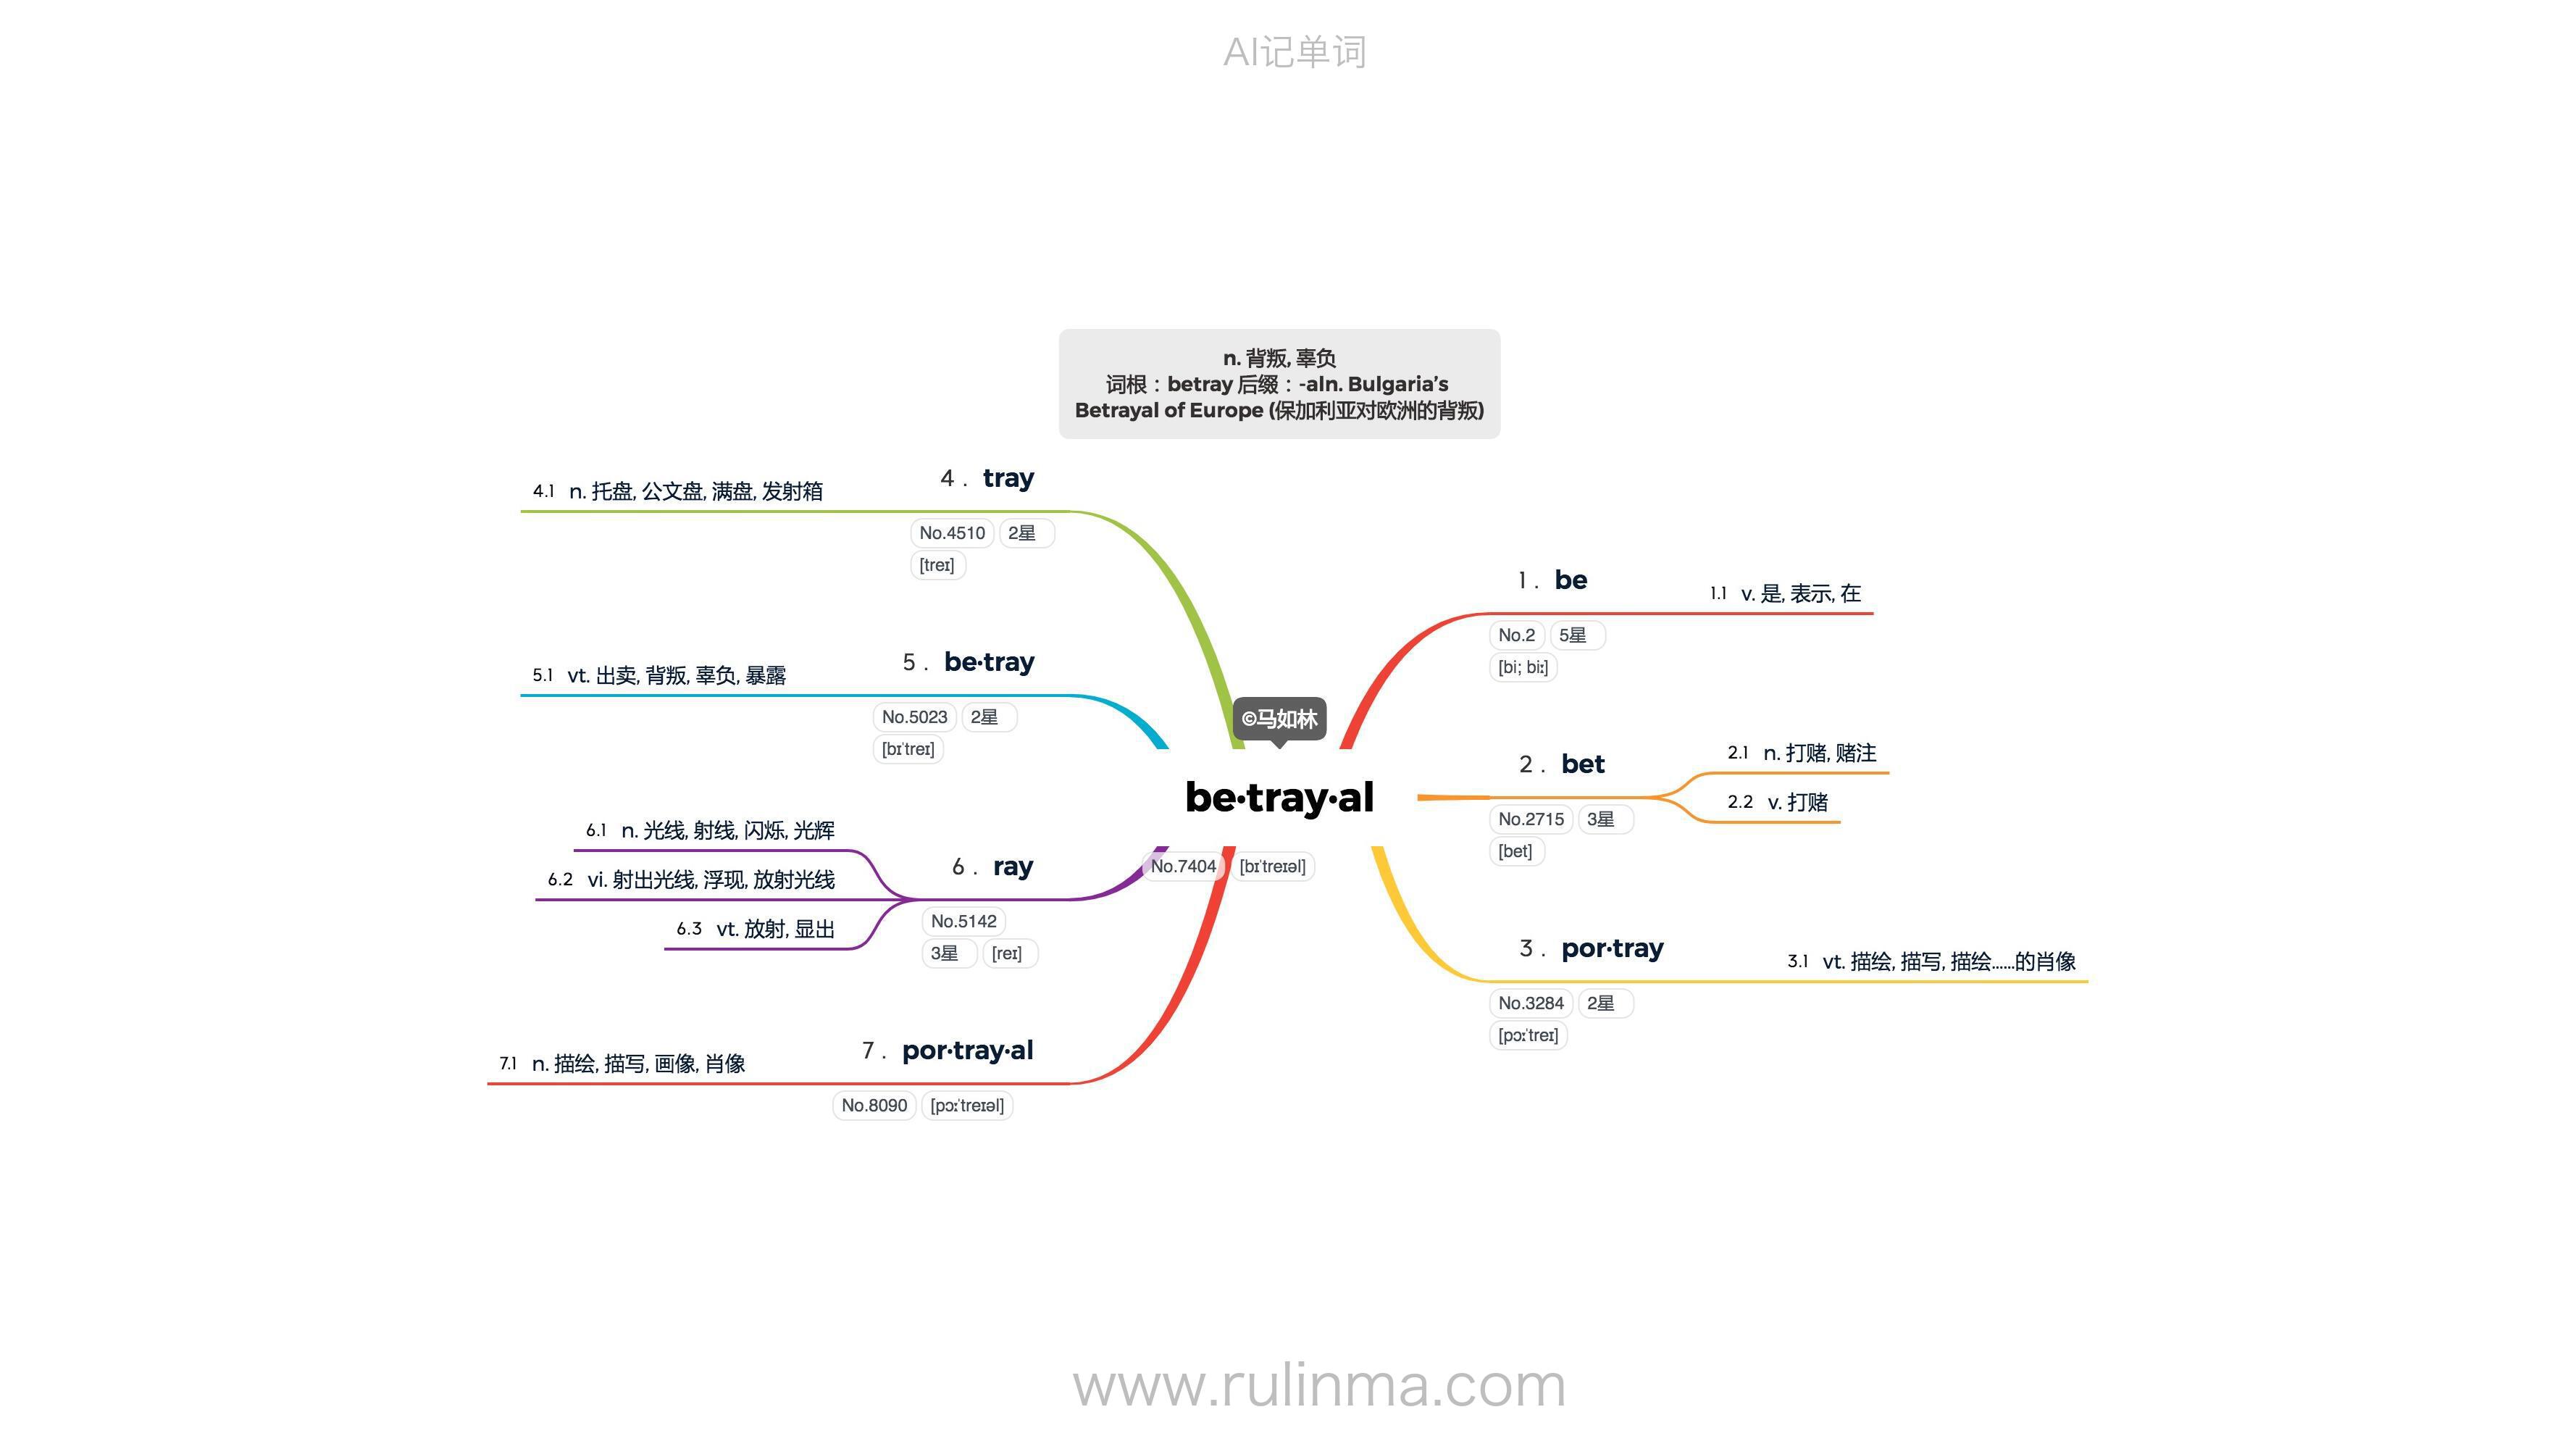 AI记单词
n. 背叛, 辜负
词根：betray 后缀：-aln. Bulgaria’s
Betrayal of Europe (保加利亚对欧洲的背叛)
©马如林
be·tray·al
No.7404 [bɪˈtreɪəl]
1. be
No.2 5星
[bi; biː]
1.1 v. 是, 表示, 在
2. bet
No.2715 3星
[bet]
2.1 n. 打赌, 赌注
2.2 v. 打赌
3. por·tray
No.3284 2星
[pɔːˈtreɪ]
3.1 vt. 描绘, 描写, 描绘……的肖像
4. tray
No.4510 2星
[treɪ]
4.1 n. 托盘, 公文盘, 满盘, 发射箱
5. be·tray
No.5023 2星
[bɪˈtreɪ]
5.1 vt. 出卖, 背叛, 辜负, 暴露
6. ray
No.5142
3星 [reɪ]
6.1 n. 光线, 射线, 闪烁, 光辉
6.2 vi. 射出光线, 浮现, 放射光线
6.3 vt. 放射, 显出
7. por·tray·al
No.8090 [pɔːˈtreɪəl]
7.1 n. 描绘, 描写, 画像, 肖像
www.rulinma.com